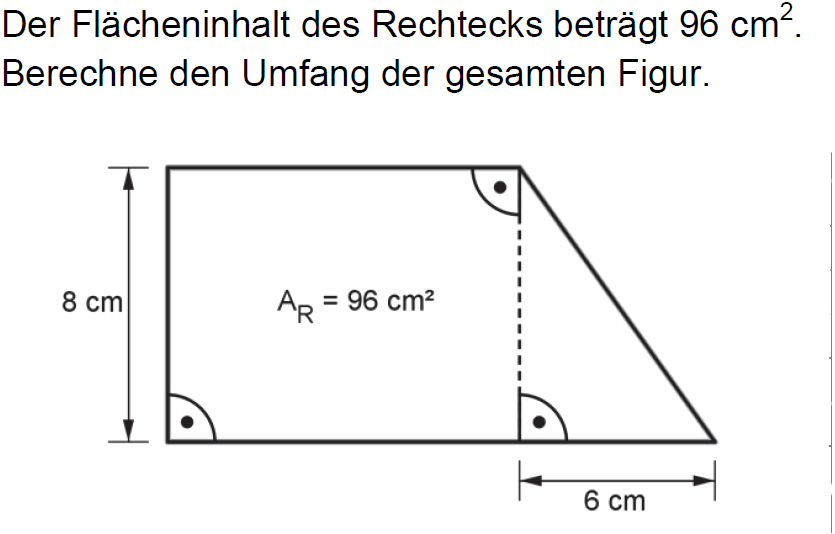 Der Flächeninhalt des Rechtecks beträgt 96 cm².
Berechne den Umfang der gesamten Figur.
8 cm
A_R = 96 cm²
6 cm